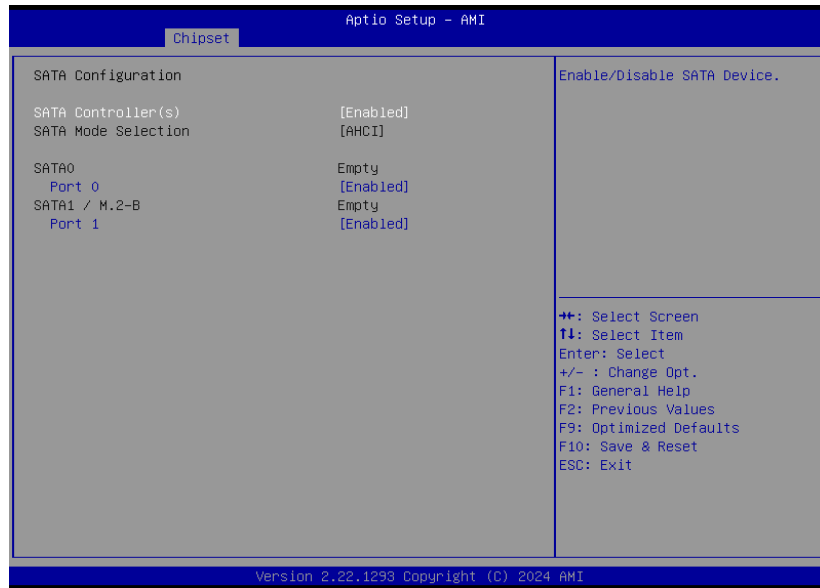 Aptio Setup - AMI
Chipset
SATA Configuration
SATA Controller(s) [Enabled]
SATA Mode Selection [AHCI]
SATA0 Empty
Port 0 [Enabled]
SATA1 / M.2-B Empty
Port 1 [Enabled]
Enable/Disable SATA Device.
→←: Select Screen
↑↓: Select Item
Enter: Select
+/- : Change Opt.
F1: General Help
F2: Previous Values
F9: Optimized Defaults
F10: Save & Reset
ESC: Exit
Version 2.22.1293 Copyright (C) 2024 AMI